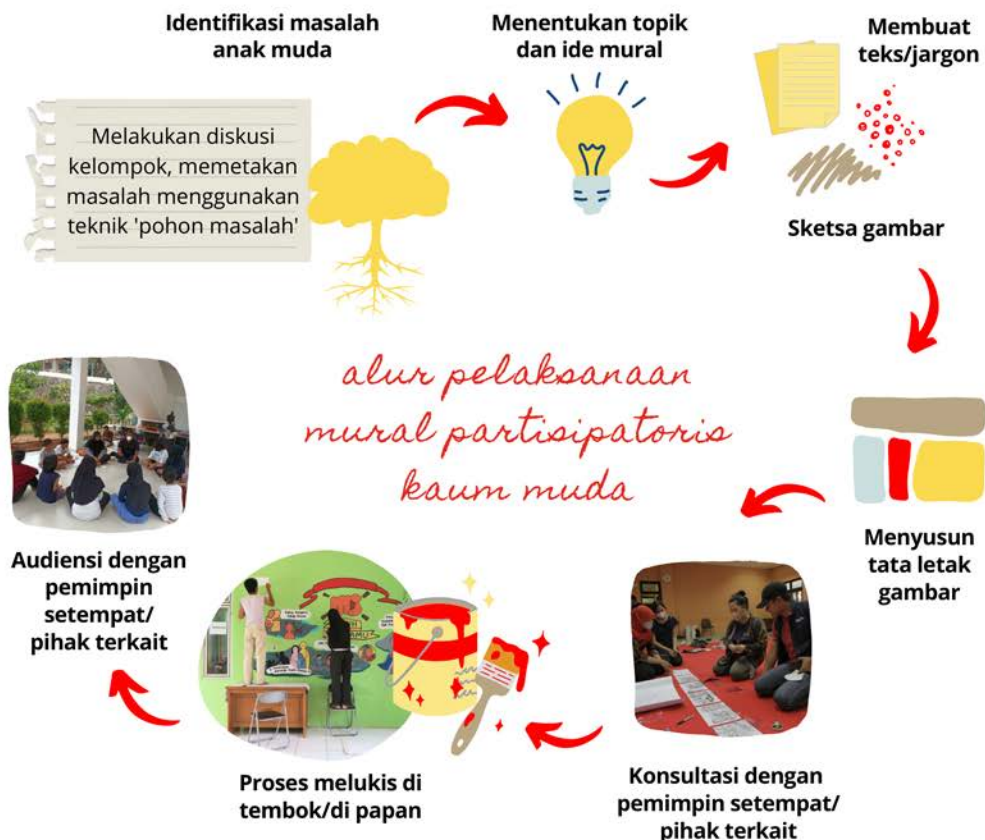 Identifikasi masalah
anak muda
Melakukan diskusi
kelompok, memetakan
masalah menggunakan
teknik 'pohon masalah'
Menentukan topik
dan ide mural
Membuat
teks/jargon
Sketsa gambar
alur pelaksanaan
mural partisipatoris
kaum muda
Menyusun
tata letak
gambar
Konsultasi dengan
pemimpin setempat/
pihak terkait
Proses melukis di
tembok/di papan
Audiensi dengan
pemimpin
setempat/
pihak terkait